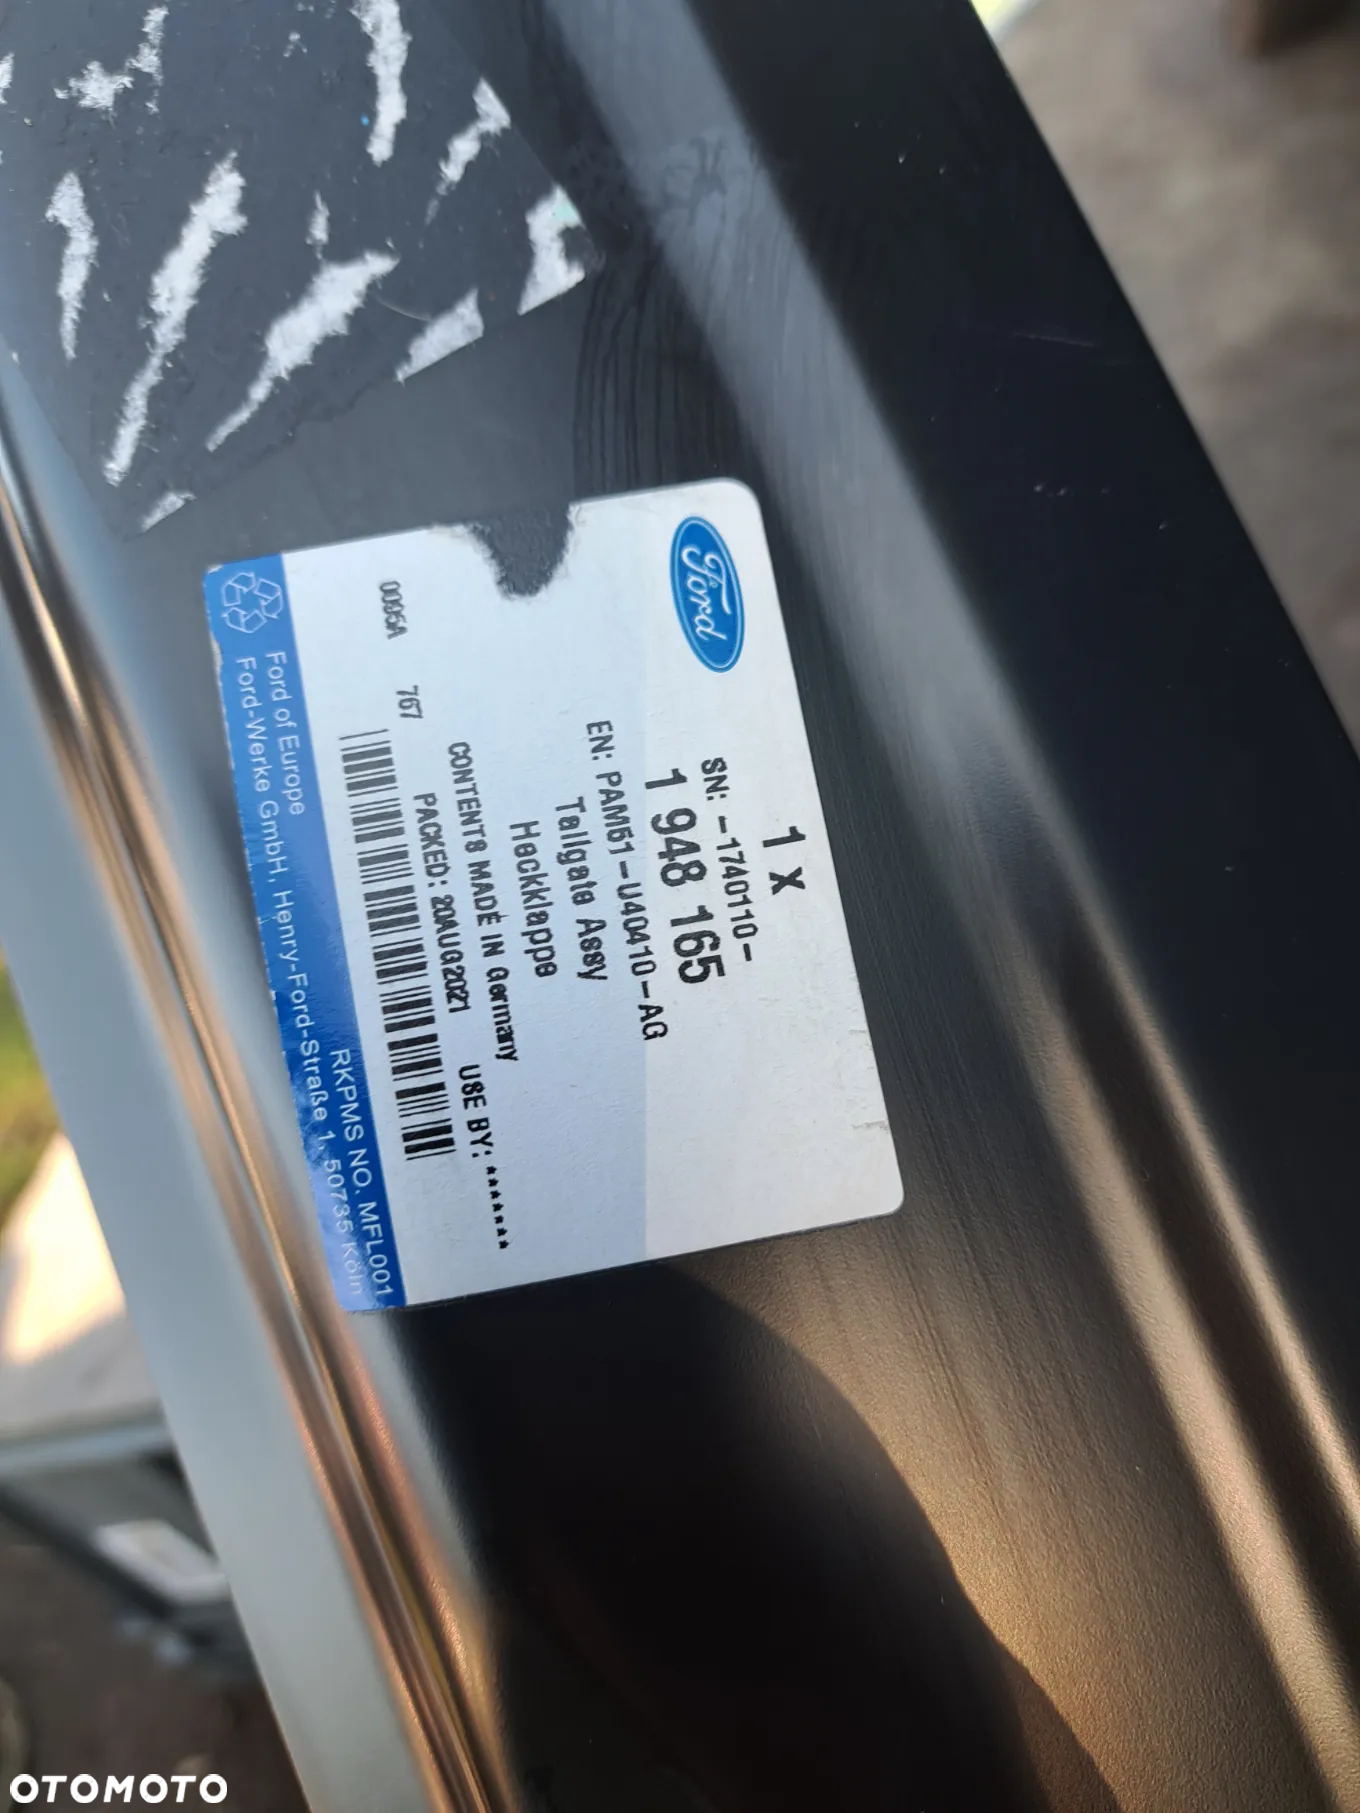 Ford
1 X
SN: -1740110-
1 948 165
EN: PAM51-U40410-AG
Tailgate Assy
Heckklappe
CONTENTS MADE IN Germany
PACKED: 20AUG2021 USE BY: *******
0096A 767
RKPMS NO. MFL001
Ford of Europe
Ford-Werke GmbH, Henry-Ford-Straße 1, 50735 Köln
OTOMOTO